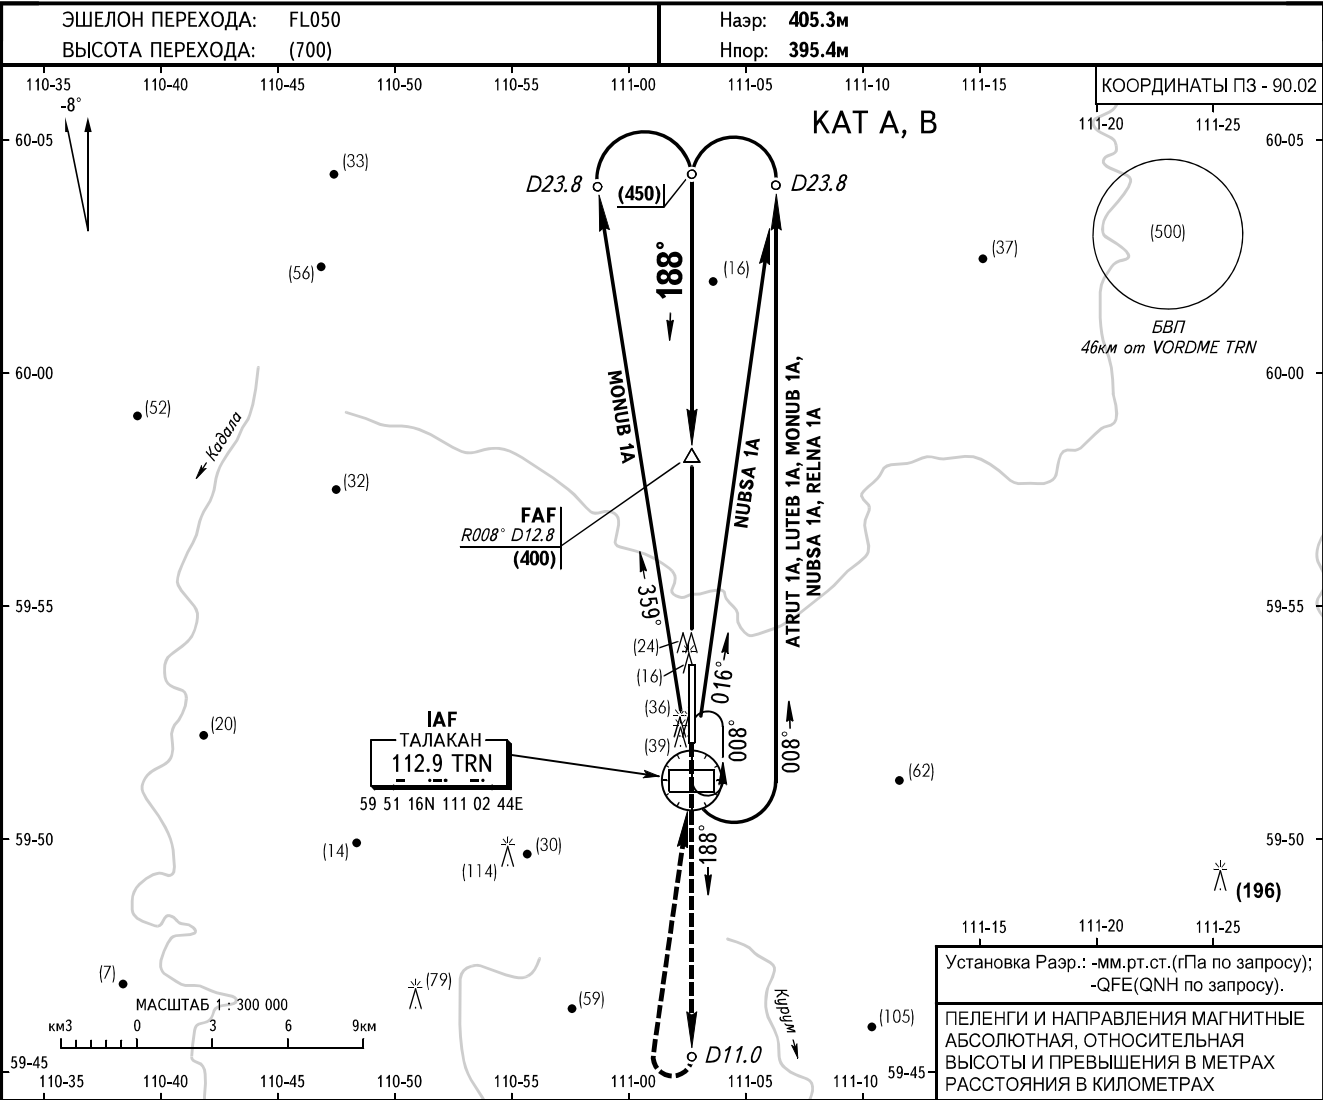 ЭШЕЛОН ПЕРЕХОДА: FL050
ВЫСОТА ПЕРЕХОДА: (700)
Наэр: 405.3м
Нпор: 395.4м
110-35 110-40 110-45 110-50 110-55 111-00 111-05 111-10 111-15
КООРДИНАТЫ ПЗ - 90.02
111-20 111-25
-8°
КАТ А, В
60-05 60-05
(33)
D23.8
(450)
D23.8
(500)
(37)
(56)
188°
(16)
БВП
46км от VORDME TRN
60-00 60-00
MONUB 1A
NUBSA 1A
ATRUT 1A, LUTEB 1A, MONUB 1A,
NUBSA 1A, RELNA 1A
(52)
Кадала
(32)
FAF
R008° D12.8
(400)
359°
59-55 59-55
(24)
(16)
016°
(36)
(39)
008°
008°
(20)
IAF
ТАЛАКАН
112.9 TRN
59 51 16N 111 02 44E
(62)
59-50 59-50
188°
(14)
(114)
(30)
(196)
111-15 111-20 111-25
(7)
(79)
(59)
Курум
(105)
МАСШТАБ 1 : 300 000
км3 0 3 6 9км
D11.0
59-45 59-45
110-35 110-40 110-45 110-50 110-55 111-00 111-05 111-10
Установка Раэр.: -мм.рт.ст.(гПа по запросу);
-QFE(QNH по запросу).
ПЕЛЕНГИ И НАПРАВЛЕНИЯ МАГНИТНЫЕ
АБСОЛЮТНАЯ, ОТНОСИТЕЛЬНАЯ
ВЫСОТЫ И ПРЕВЫШЕНИЯ В МЕТРАХ
РАССТОЯНИЯ В КИЛОМЕТРАХ